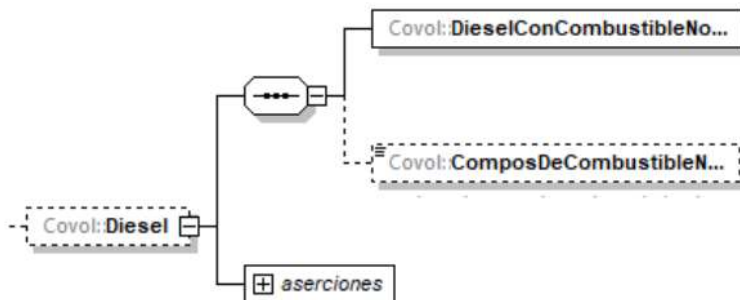 Covol::DieselConCombustibleNo...
Covol::ComposDeCombustibleN...
Covol::Diesel
aserciones